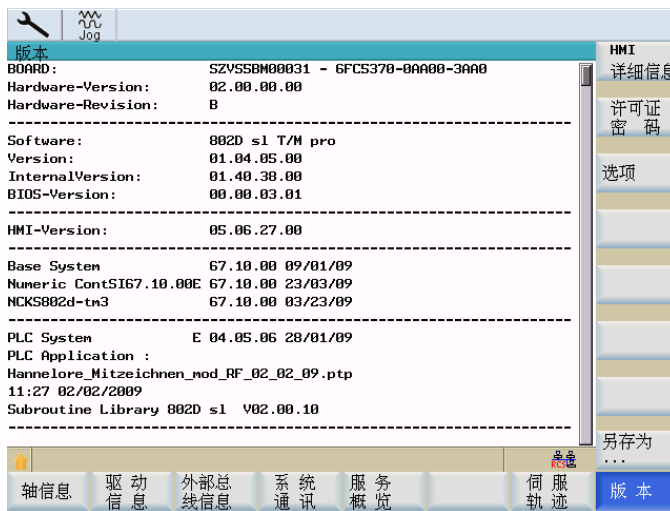 Jog
版本
BOARD: SZVS5BM00031 - 6FC5370-0AA00-3AA0
Hardware-Version: 02.00.00.00
Hardware-Revision: B
Software: 802D sl T/M pro
Version: 01.04.05.00
InternalVersion: 01.40.38.00
BIOS-Version: 00.00.03.01
HMI-Version: 05.06.27.00
Base System 67.10.00 09/01/09
Numeric ContSI67.10.00E 67.10.00 23/03/09
NCKS802d-tm3 67.10.00 03/23/09
PLC System E 04.05.06 28/01/09
PLC Application :
Hannelore_Mitzeichnen_mod_RF_02_02_09.ptp
11:27 02/02/2009
Subroutine Library 802D sl V02.00.10
HMI
详细信息
许可证
密 码
选项
另存为
...
RCS
轴信息
驱 动
信 息
外部总
线信息
系 统
通 讯
服 务
概 览
伺 服
轨 迹
版 本